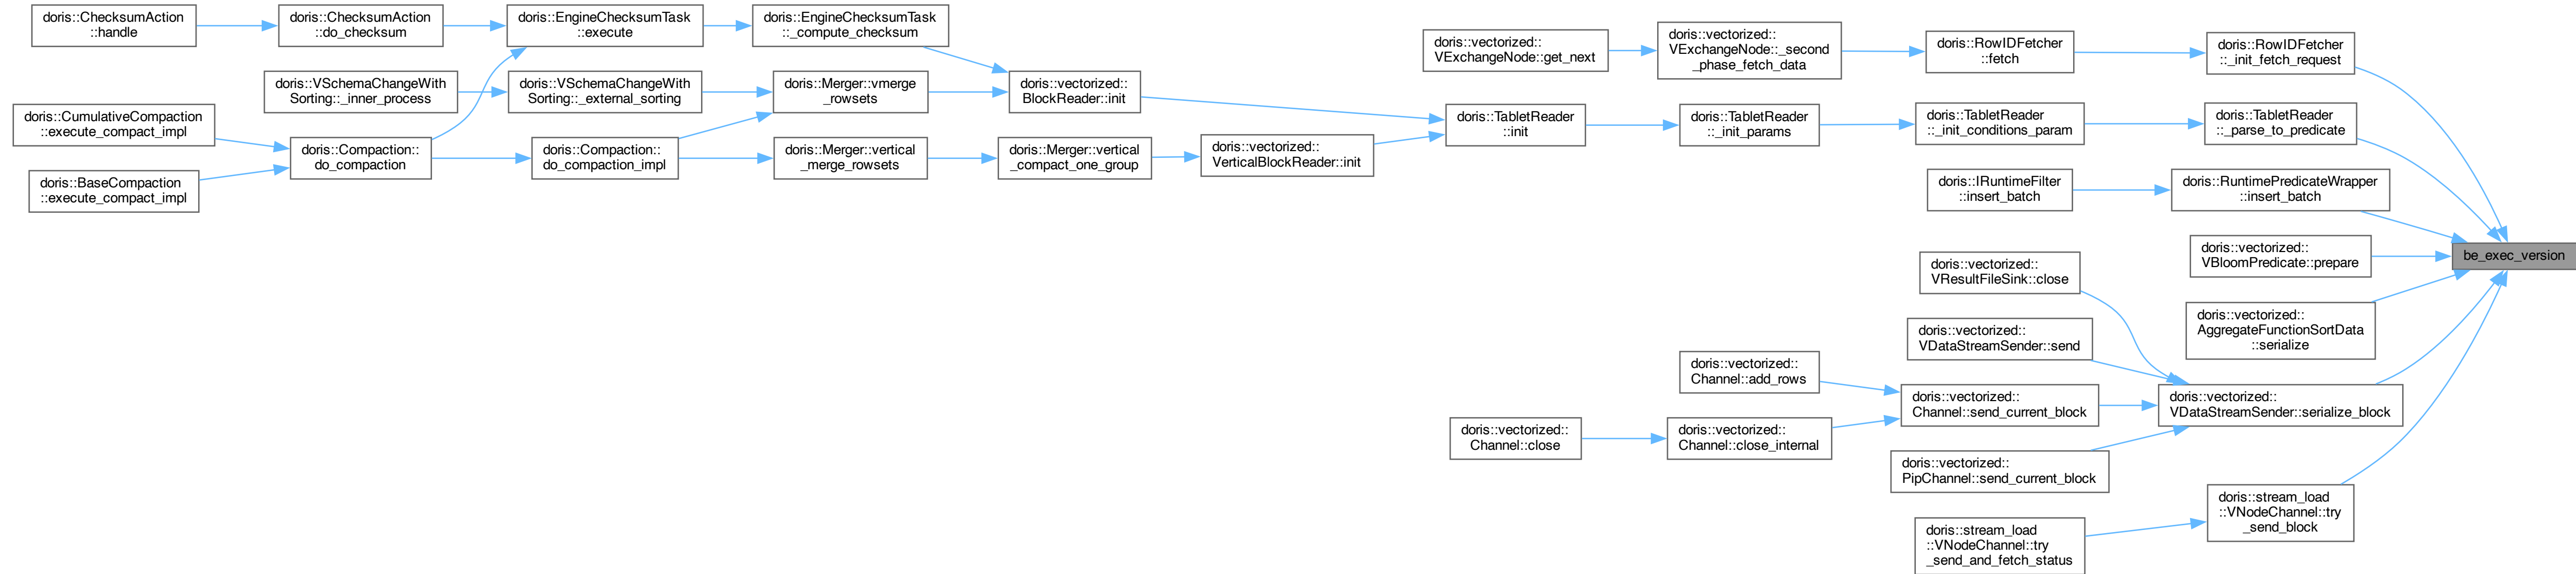 doris::ChecksumAction
::handle
doris::ChecksumAction
::do_checksum
doris::EngineChecksumTask
::execute
doris::EngineChecksumTask
::_compute_checksum
doris::vectorized::
VExchangeNode::get_next
doris::vectorized::
VExchangeNode::_second
_phase_fetch_data
doris::RowIDFetcher
::fetch
doris::RowIDFetcher
::_init_fetch_request
doris::VSchemaChangeWith
Sorting::_inner_process
doris::VSchemaChangeWith
Sorting::_external_sorting
doris::Merger::vmerge
_rowsets
doris::vectorized::
BlockReader::init
doris::CumulativeCompaction
::execute_compact_impl
doris::TabletReader
::init
doris::TabletReader
::_init_params
doris::TabletReader
::_init_conditions_param
doris::TabletReader
::_parse_to_predicate
doris::Compaction::
do_compaction
doris::Compaction::
do_compaction_impl
doris::Merger::vertical
_merge_rowsets
doris::Merger::vertical
_compact_one_group
doris::vectorized::
VerticalBlockReader::init
doris::BaseCompaction
::execute_compact_impl
doris::IRuntimeFilter
::insert_batch
doris::RuntimePredicateWrapper
::insert_batch
doris::vectorized::
VBloomPredicate::prepare
be_exec_version
doris::vectorized::
VResultFileSink::close
doris::vectorized::
AggregateFunctionSortData
::serialize
doris::vectorized::
VDataStreamSender::send
doris::vectorized::
Channel::add_rows
doris::vectorized::
Channel::send_current_block
doris::vectorized::
VDataStreamSender::serialize_block
doris::vectorized::
Channel::close
doris::vectorized::
Channel::close_internal
doris::vectorized::
PipChannel::send_current_block
doris::stream_load
::VNodeChannel::try
_send_block
doris::stream_load
::VNodeChannel::try
_send_and_fetch_status